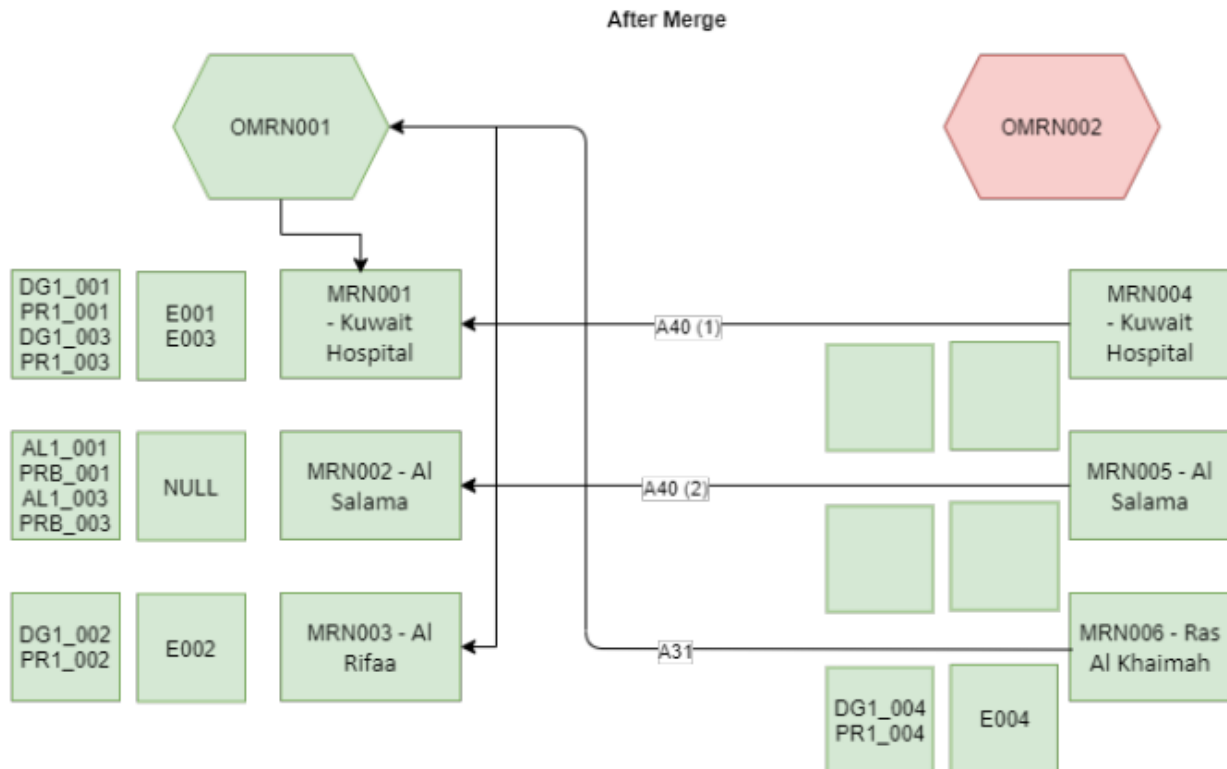 After Merge
OMRN001
OMRN002
DG1_001
PR1_001
DG1_003
PR1_003
E001
E003
MRN001
- Kuwait
Hospital
A40 (1)
MRN004
- Kuwait
Hospital
AL1_001
PRB_001
AL1_003
PRB_003
NULL
MRN002 - Al
Salama
A40 (2)
MRN005 - Al
Salama
DG1_002
PR1_002
E002
MRN003 - Al
Rifaa
A31
MRN006 - Ras
Al Khaimah
DG1_004
PR1_004
E004